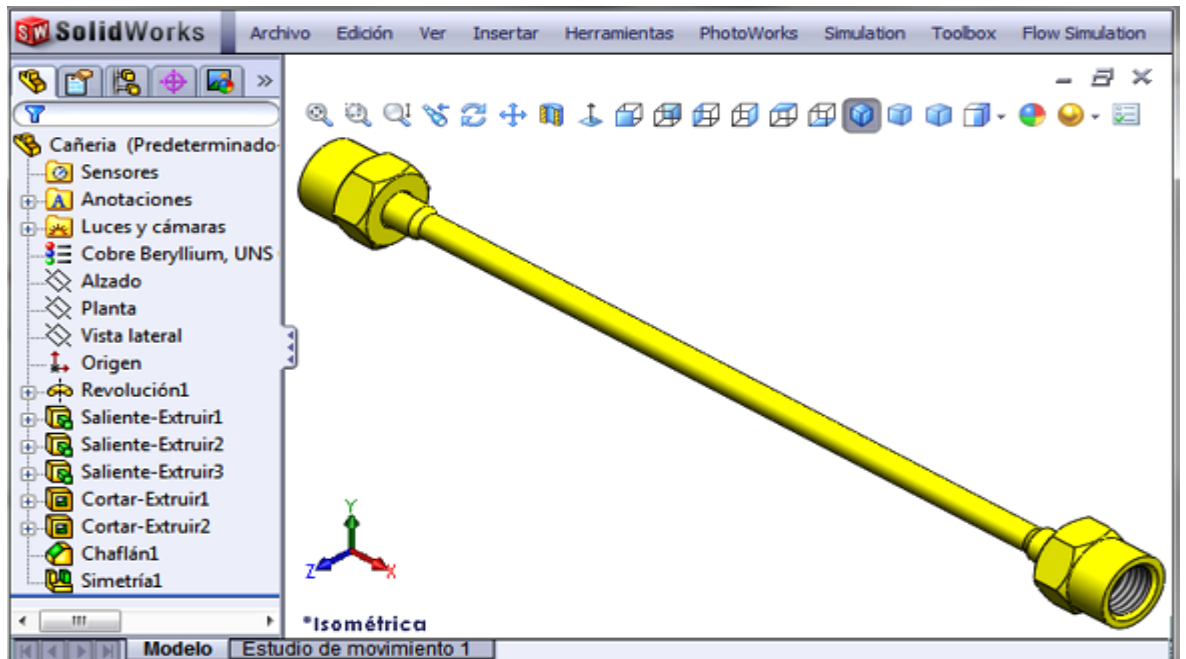 SW SolidWorks Archivo Edición Ver Insertar Herramientas PhotoWorks Simulation Toolbox Flow Simulation
Cañeria (Predeterminado
Sensores
A Anotaciones
Luces y cámaras
Cobre Beryllium, UNS
Alzado
Planta
Vista lateral
Origen
Revolución1
Saliente-Extruir1
Saliente-Extruir2
Saliente-Extruir3
Cortar-Extruir1
Cortar-Extruir2
Chaflán1
Simetría1
Y
Z X
*Isométrica
Modelo Estudio de movimiento 1